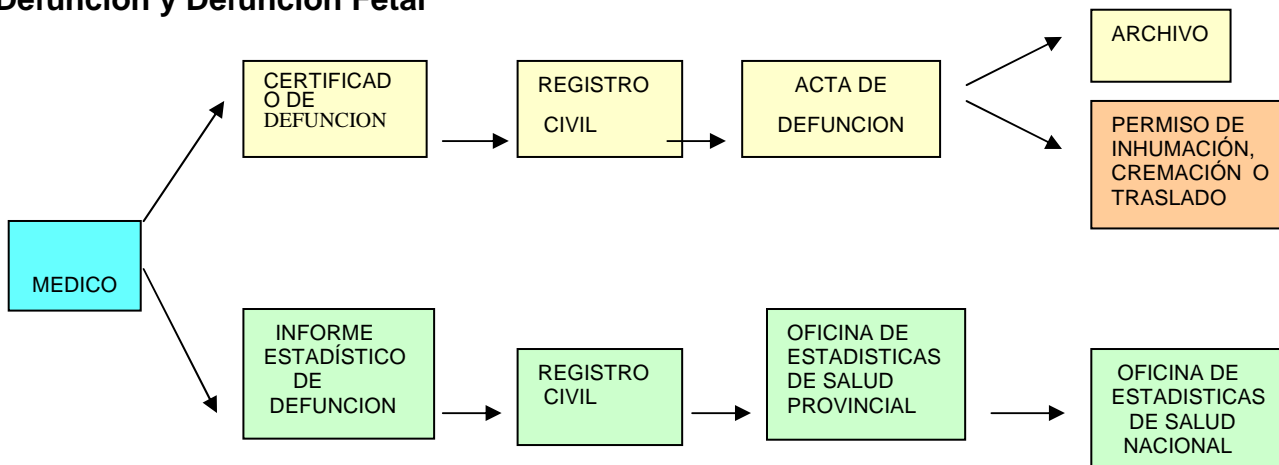 Defunción y Defunción Fetal
ARCHIVO
CERTIFICAD
O DE
DEFUNCION
REGISTRO
CIVIL
ACTA DE
DEFUNCION
PERMISO DE
INHUMACIÓN,
CREMACIÓN O
TRASLADO
MEDICO
INFORME
ESTADÍSTICO
DE
DEFUNCION
REGISTRO
CIVIL
OFICINA DE
ESTADISTICAS
DE SALUD
PROVINCIAL
OFICINA DE
ESTADISTICAS
DE SALUD
NACIONAL